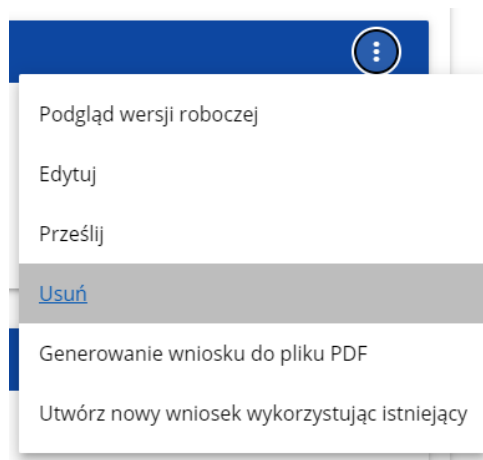 Podgląd wersji roboczej
Edytuj
Prześlij
Usuń
Generowanie wniosku do pliku PDF
Utwórz nowy wniosek wykorzystując istniejący